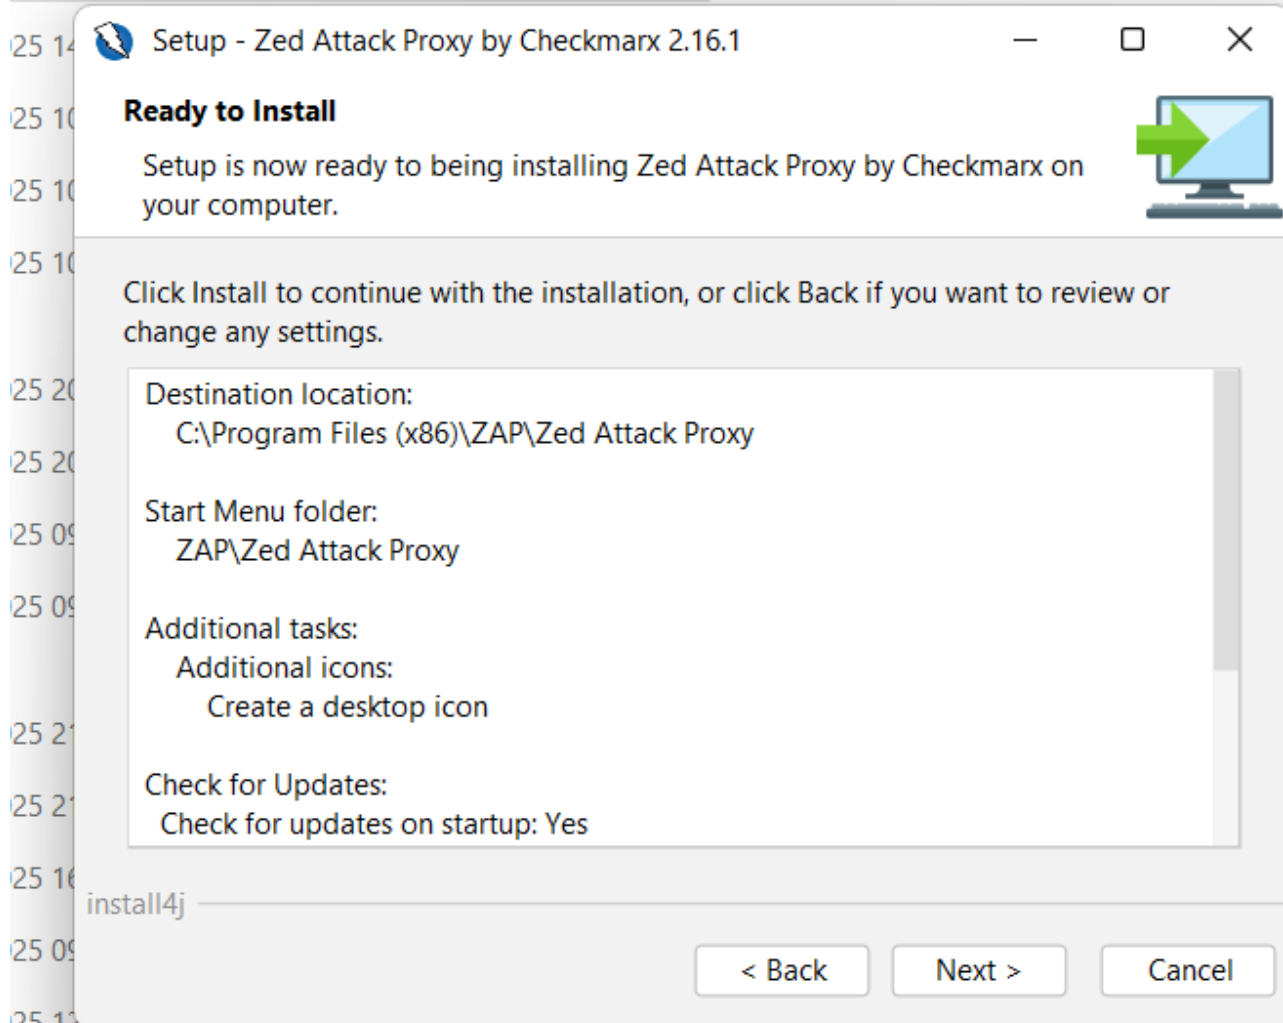 Setup - Zed Attack Proxy by Checkmarx 2.16.1
Ready to Install
Setup is now ready to being installing Zed Attack Proxy by Checkmarx on
your computer.
Click Install to continue with the installation, or click Back if you want to review or
change any settings.
Destination location:
C:\Program Files (x86)\ZAP\Zed Attack Proxy
Start Menu folder:
ZAP\Zed Attack Proxy
Additional tasks:
Additional icons:
Create a desktop icon
Check for Updates:
Check for updates on startup: Yes
install4j
< Back
Next >
Cancel